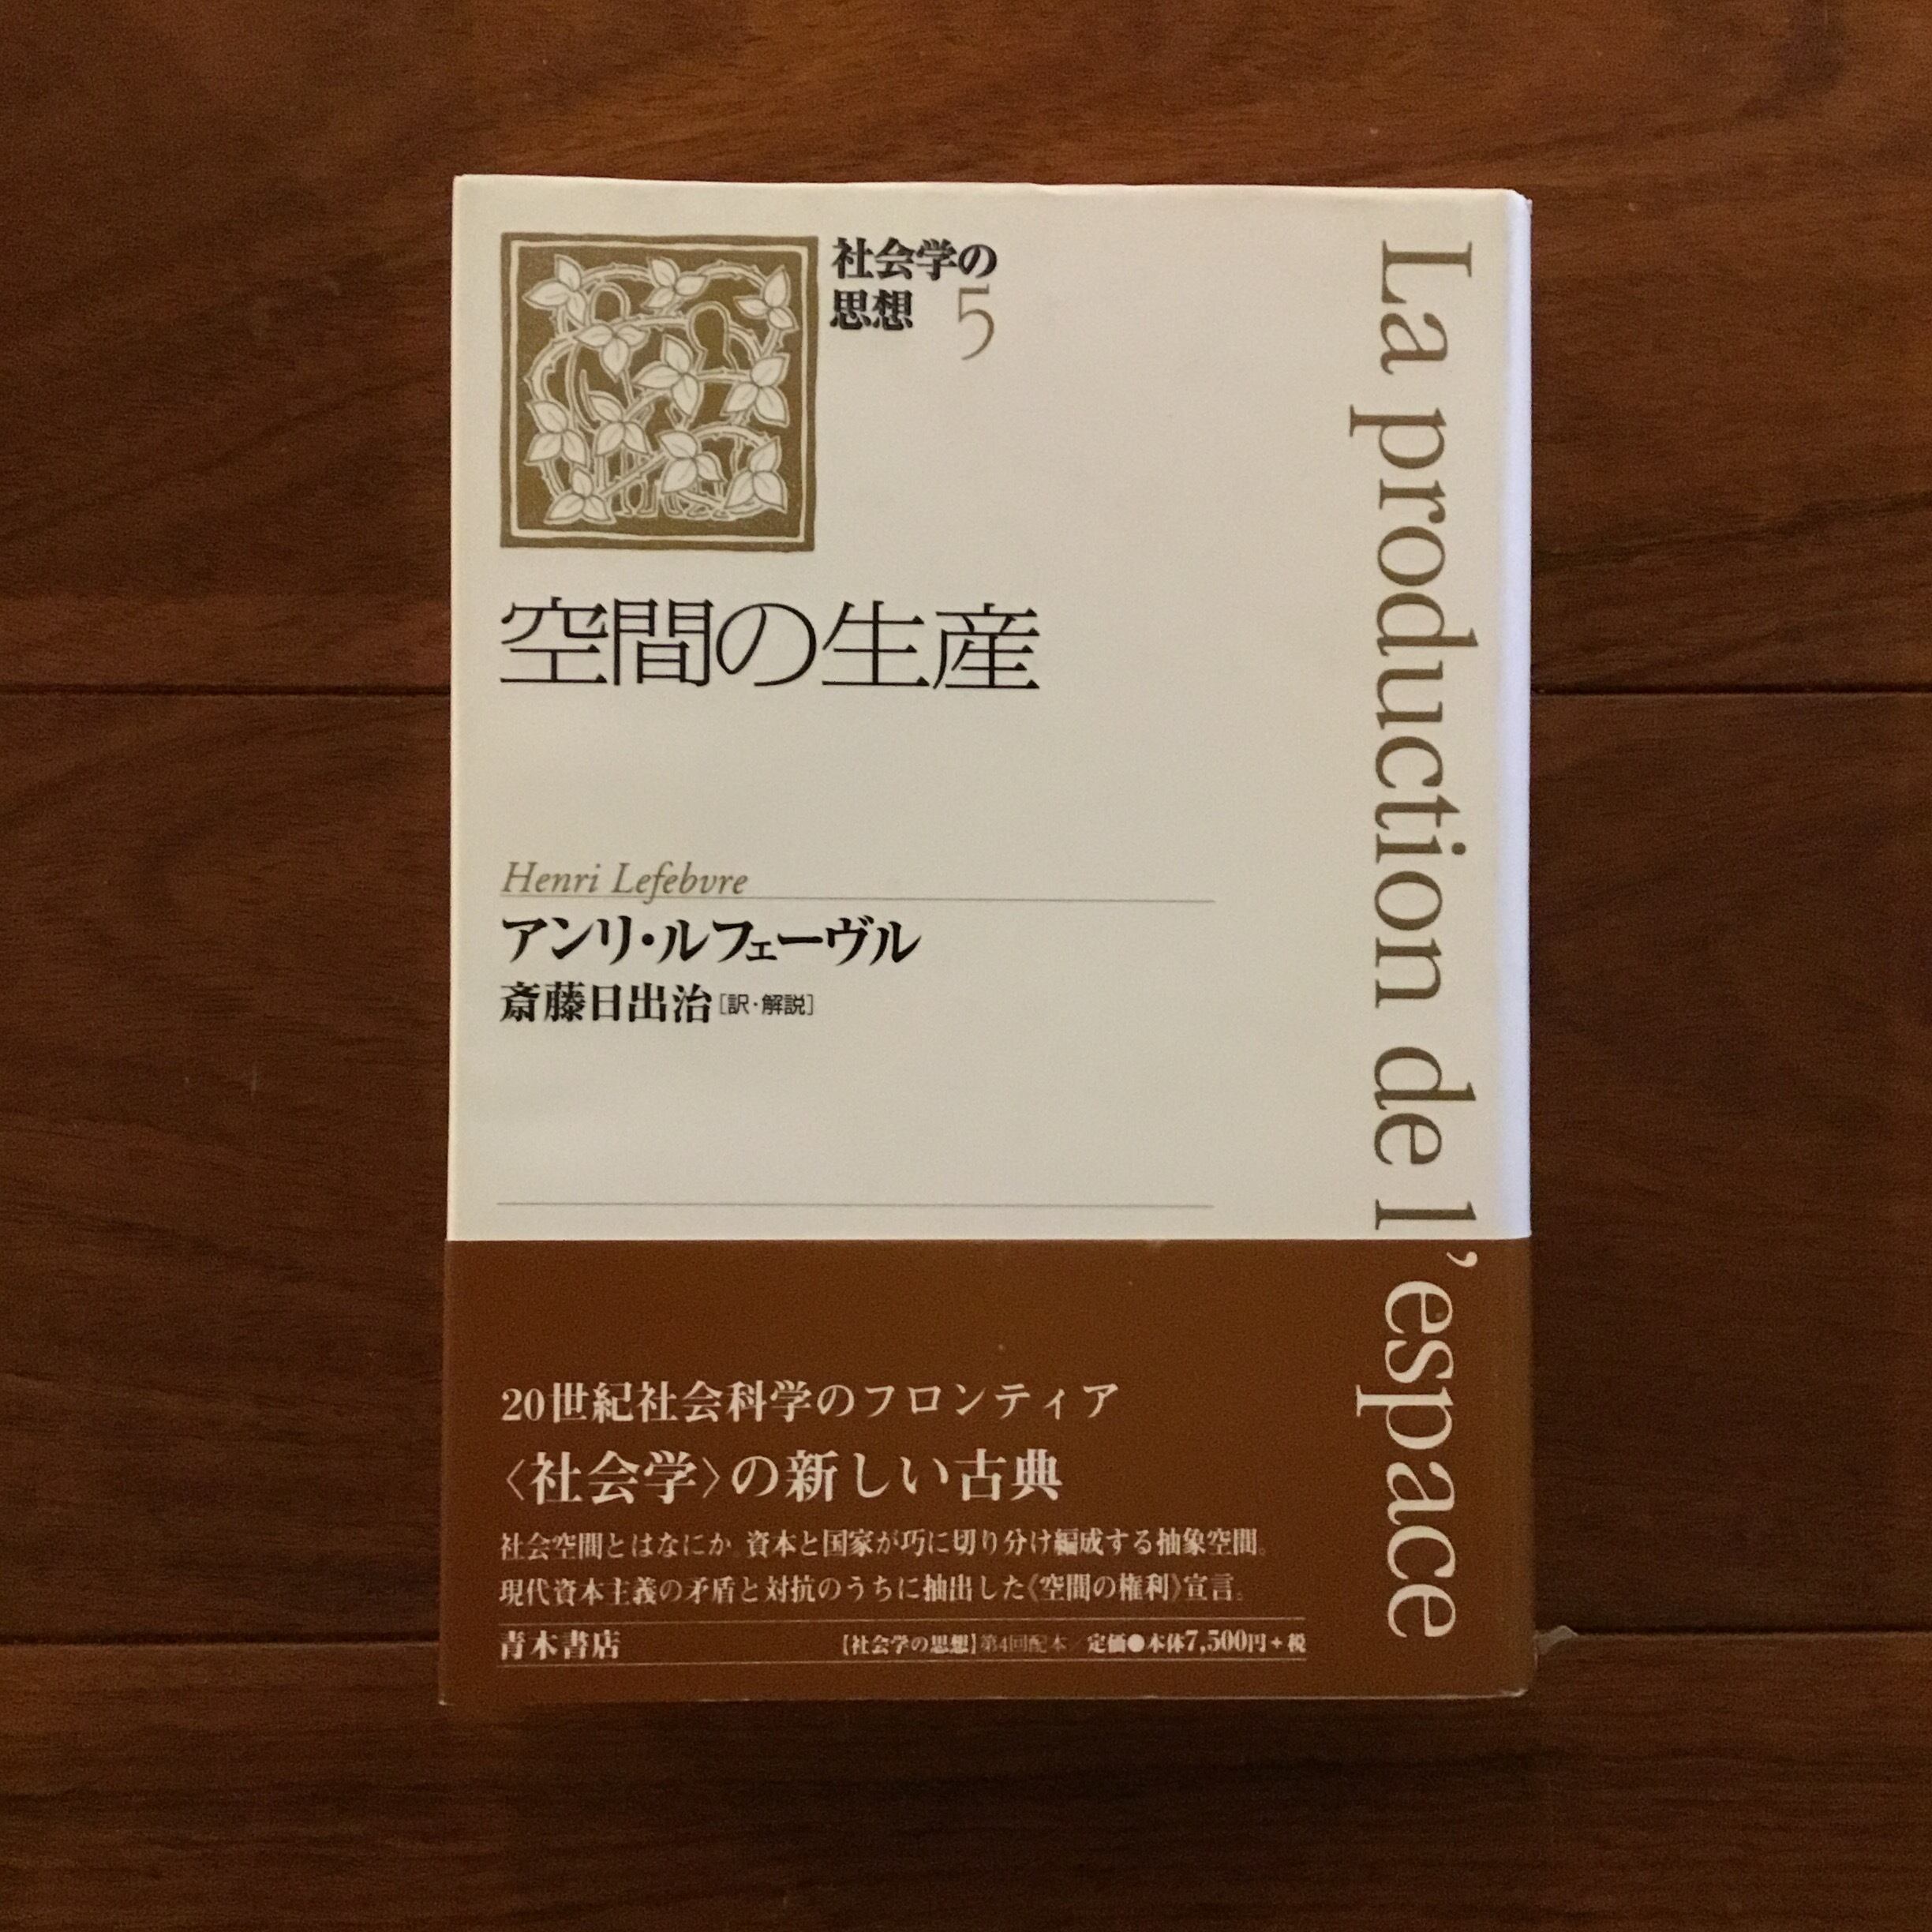 社会学の
思想 5
空間の生産
Henri Lefebvre
アンリ・ルフェーヴル
斎藤日出治［訳・解説］
La production de l’espace
20世紀社会科学のフロンティア
〈社会学〉の新しい古典
社会空間とはなにか。資本と国家が巧に切り分け編成する抽象空間。
現代資本主義の矛盾と対抗のうちに抽出した《空間の権利》宣言。
青木書店
【社会学の思想】第4回配本／定価●本体7,500円+税